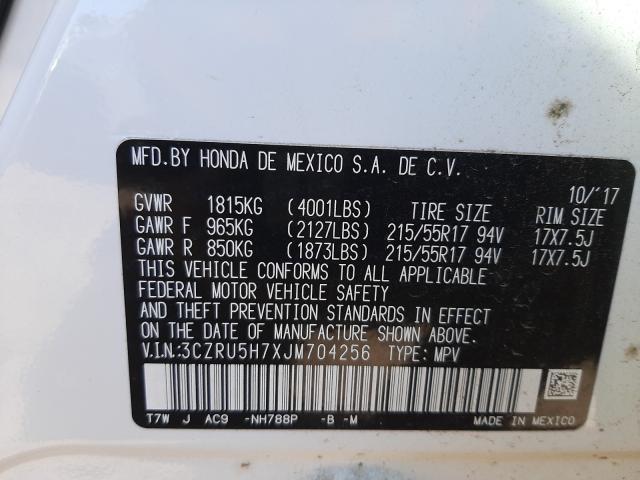 MFD.BY HONDA DE MEXICO S.A. DE C.V.
10/'17
GVWR 1815KG (4001LBS) TIRE SIZE RIM SIZE
GAWR F 965KG (2127LBS) 215/55R17 94V 17X7.5J
GAWR R 850KG (1873LBS) 215/55R17 94V 17X7.5J
THIS VEHICLE CONFORMS TO ALL APPLICABLE
FEDERAL MOTOR VEHICLE SAFETY
AND THEFT PREVENTION STANDARDS IN EFFECT
ON THE DATE OF MANUFACTURE SHOWN ABOVE.
V.I.N:3CZRU5H7XJM704256 TYPE: MPV
T7W J AC9 -NH788P -B -M MADE IN MEXICO